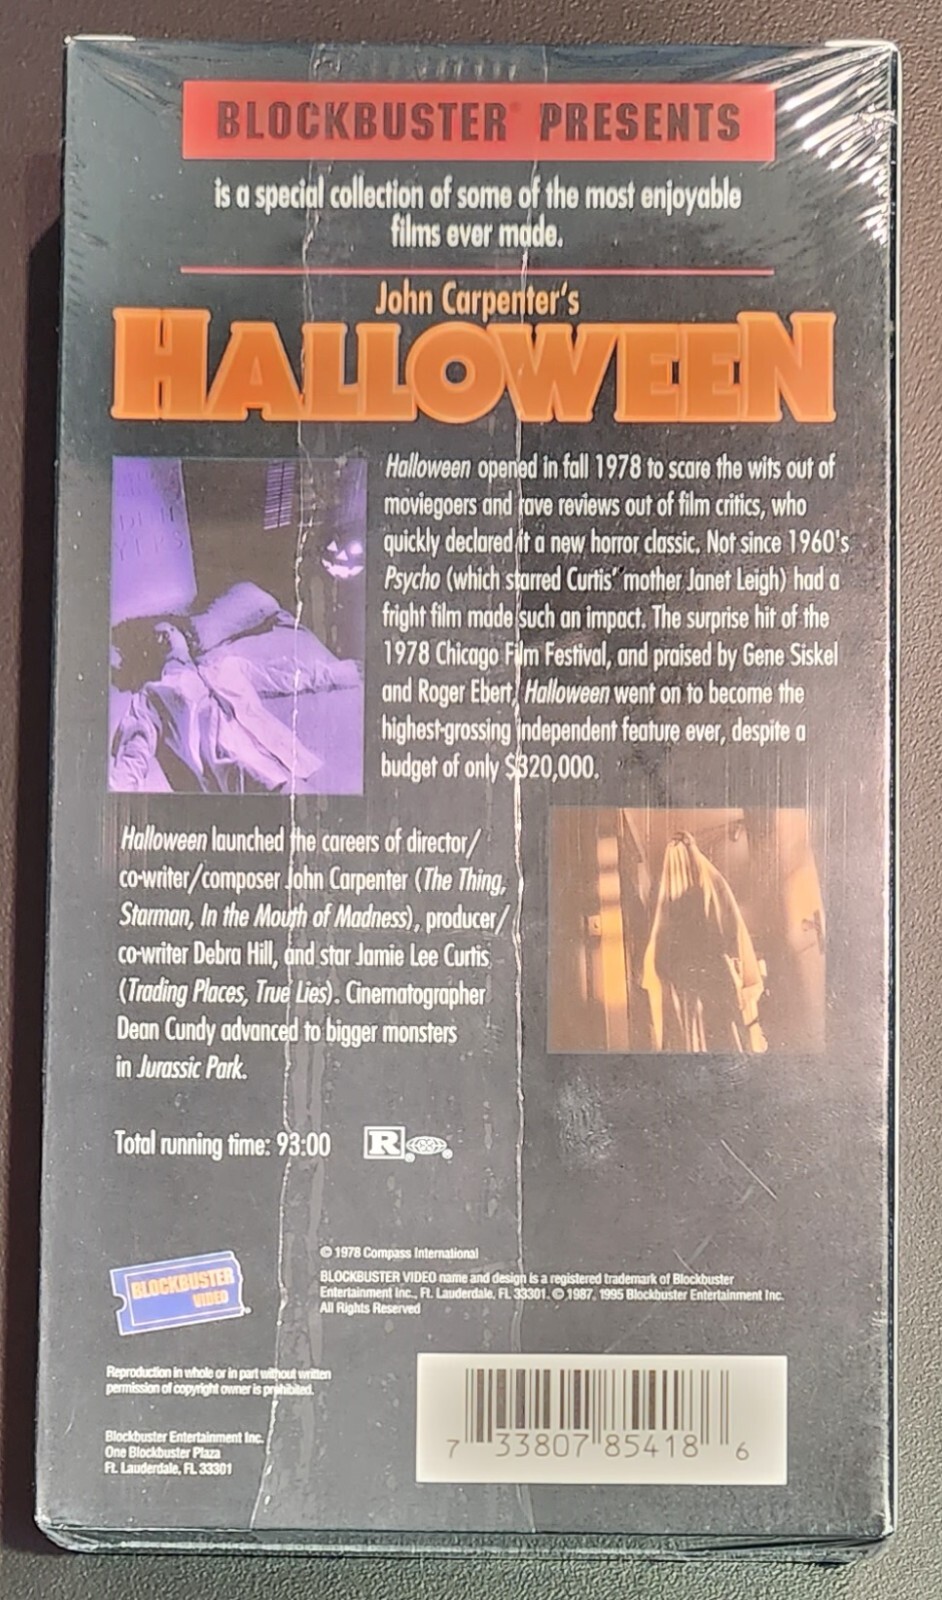 BLOCKBUSTER® PRESENTS
is a special collection of some of the most enjoyable
films ever made.
John Carpenter's
HALLOWEEN
Halloween opened in fall 1978 to scare the wits out of
moviegoers and rave reviews out of film critics, who
quickly declared it a new horror classic. Not since 1960's
Psycho (which starred Curtis' mother Janet Leigh) had a
fright film made such an impact. The surprise hit of the
1978 Chicago Film Festival, and praised by Gene Siskel
and Roger Ebert, Halloween went on to become the
highest-grossing independent feature ever, despite a
budget of only $320,000.
Halloween launched the careers of director/
co-writer/composer John Carpenter (The Thing,
Starman, In the Mouth of Madness), producer/
co-writer Debra Hill, and star Jamie Lee Curtis
(Trading Places, True Lies). Cinematographer
Dean Cundy advanced to bigger monsters
in Jurassic Park.
Total running time: 93:00 R
© 1978 Compass International
BLOCKBUSTER VIDEO name and design is a registered trademark of Blockbuster
Entertainment Inc., Ft. Lauderdale, FL 33301. © 1987, 1995 Blockbuster Entertainment Inc.
All Rights Reserved
BLOCKBUSTER
VIDEO
Reproduction in whole or in part without written
permission of copyright owner is prohibited.
Blockbuster Entertainment Inc.
One Blockbuster Plaza
Ft. Lauderdale, FL 33301
7 33807 85418 6